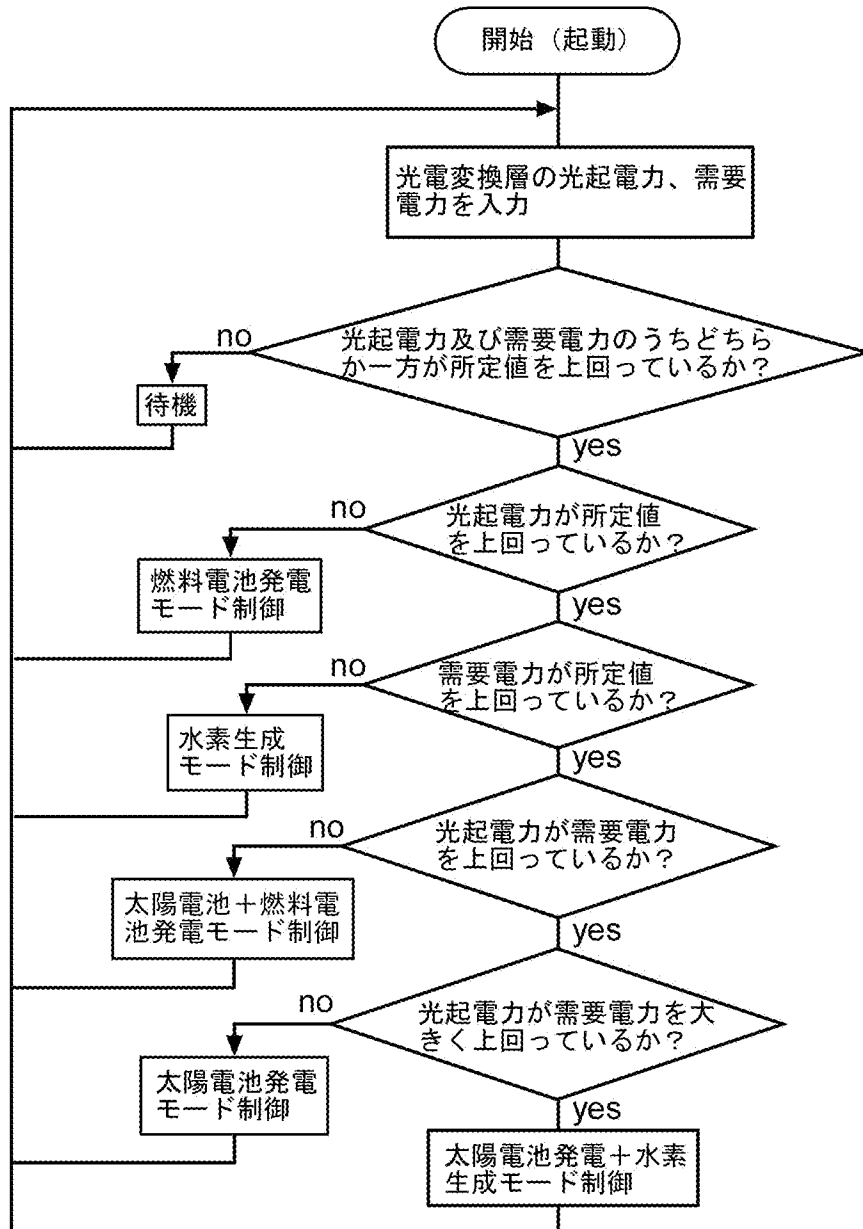 開始（起動）
光電変換層の光起電力、需要
電力を入力
光起電力及び需要電力のうちどちら
か一方が所定値を上回っているか？
no
待機
yes
光起電力が所定値
を上回っているか？
no
燃料電池発電
モード制御
yes
需要電力が所定値
を上回っているか？
no
水素生成
モード制御
yes
光起電力が需要電力
を上回っているか？
no
太陽電池＋燃料電
池発電モード制御
yes
光起電力が需要電力を大
きく上回っているか？
no
太陽電池発電
モード制御
yes
太陽電池発電＋水素
生成モード制御